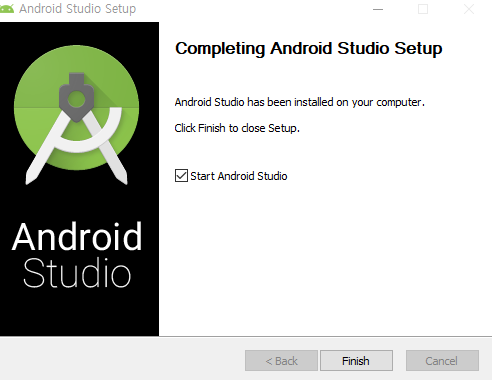 Android Studio Setup
Completing Android Studio Setup
Android Studio has been installed on your computer.
Click Finish to close Setup.
Start Android Studio
Android
Studio
< Back
Finish
Cancel